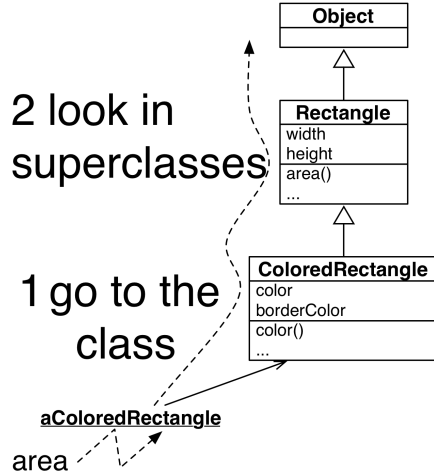 Object
2 look in
superclasses
Rectangle
width
height
area()
...
1 go to the
class
ColoredRectangle
color
borderColor
color()
...
aColoredRectangle
area